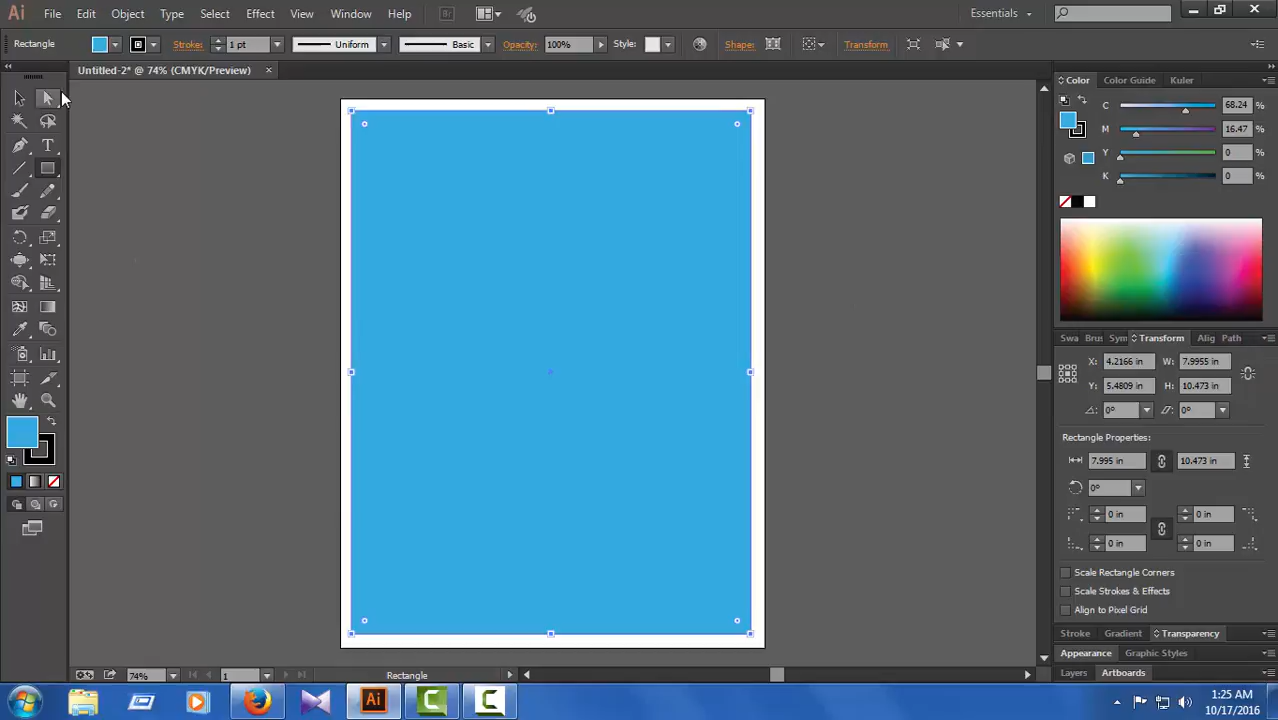 Ai File Edit Object Type Select Effect View Window Help Br Essentials
Rectangle Stroke: 1 pt Uniform Basic Opacity: 100% Style: Shape: Transform
Untitled-2* @ 74% (CMYK/Preview) ×
Color Color Guide Kuler
C 68.24 %
M 16.47 %
Y 0 %
K 0 %
T
Swa Brus Sym Transform Alig Path
X: 4.2166 in W: 7.9955 in
Y: 5.4809 in H: 10.473 in
0° 0°
Rectangle Properties:
7.995 in 10.473 in
0°
0 in 0 in
0 in 0 in
Scale Rectangle Corners
Scale Strokes & Effects
Align to Pixel Grid
Stroke Gradient Transparency
Appearance Graphic Styles
Layers Artboards
74% 1 Rectangle
Ai C C
1:25 AM
10/17/2016